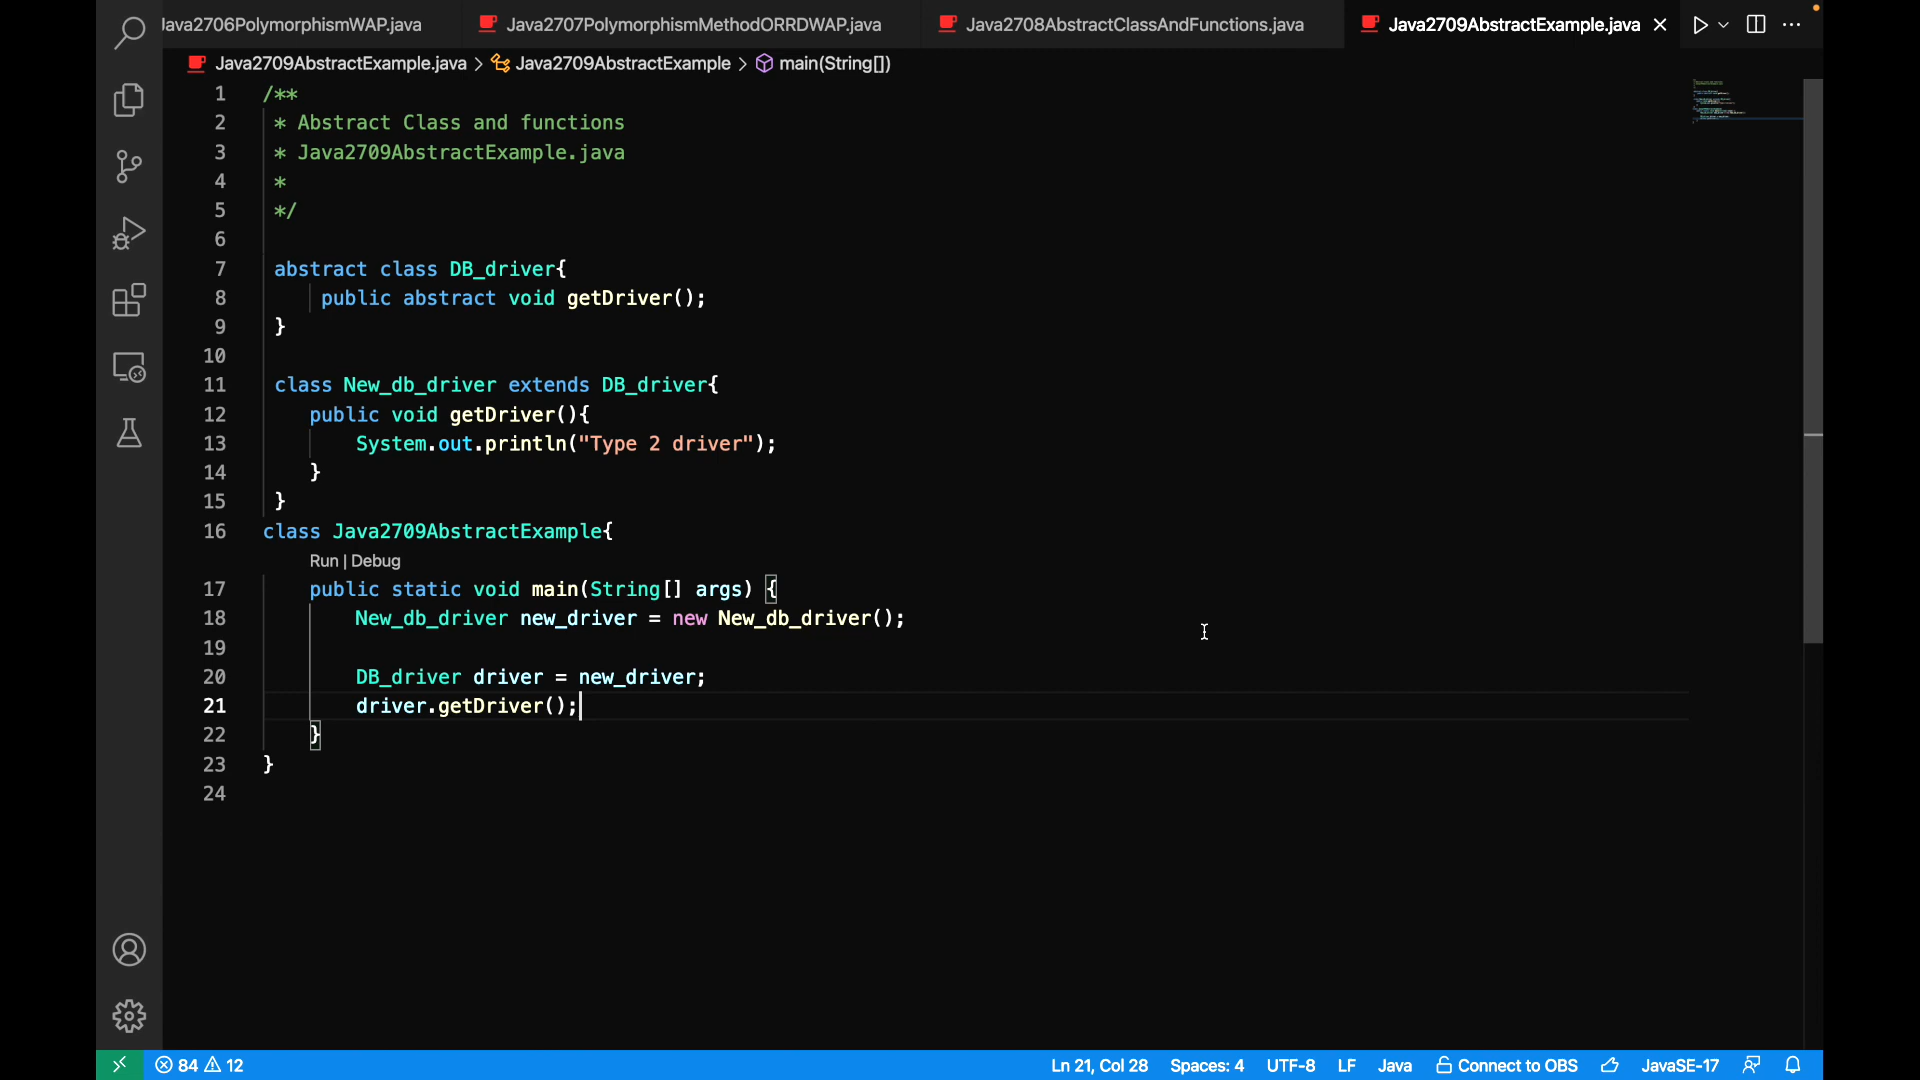 Java2706PolymorphismWAP.java Java2707PolymorphismMethodORRDWAP.java Java2708AbstractClassAndFunctions.java Java2709AbstractExample.java
Java2709AbstractExample.java > Java2709AbstractExample > main(String[])
1 /**
2 * Abstract Class and functions
3 * Java2709AbstractExample.java
4 *
5 */
6
7 abstract class DB_driver{
8 public abstract void getDriver();
9 }
10
11 class New_db_driver extends DB_driver{
12 public void getDriver(){
13 System.out.println("Type 2 driver");
14 }
15 }
16 class Java2709AbstractExample{
Run | Debug
17 public static void main(String[] args) {
18 New_db_driver new_driver = new New_db_driver();
19
20 DB_driver driver = new_driver;
21 driver.getDriver();
22 }
23 }
24
84 12 Ln 21, Col 28 Spaces: 4 UTF-8 LF Java Connect to OBS JavaSE-17